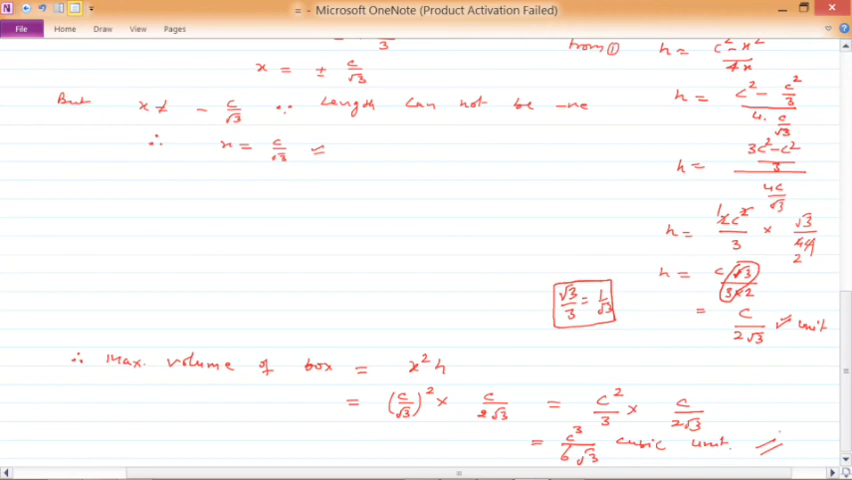 = - Microsoft OneNote (Product Activation Failed)
File Home Draw View Pages
3
x = ± c/√3
But x ≠ - c/√3 ∵ Length can not be -ve
∴ x = c/√3
from ①
h = c² - x² / 4x
h = c² - c²/3 / 4. c/√3
h = 3c² - c² / 3 / 4c/√3
h = 2c²/3 × √3/4c
h = c√3 / 3×2
√3/3 = 1/√3
= c/2√3 unit
∴ Max. volume of box = x²h
= (c/√3)² × c/2√3 = c²/3 × c/2√3
= c³/6√3 cubic unit.